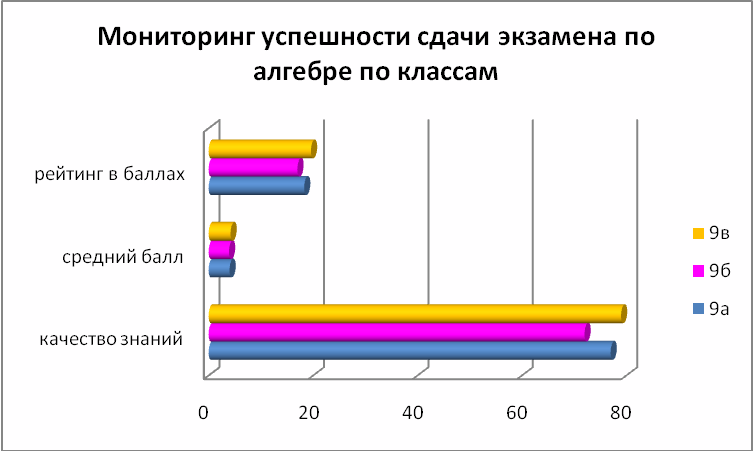 Мониторинг успешности сдачи экзамена по
алгебре по классам
рейтинг в баллах
средний балл
качество знаний
9в
9б
9а
0 20 40 60 80